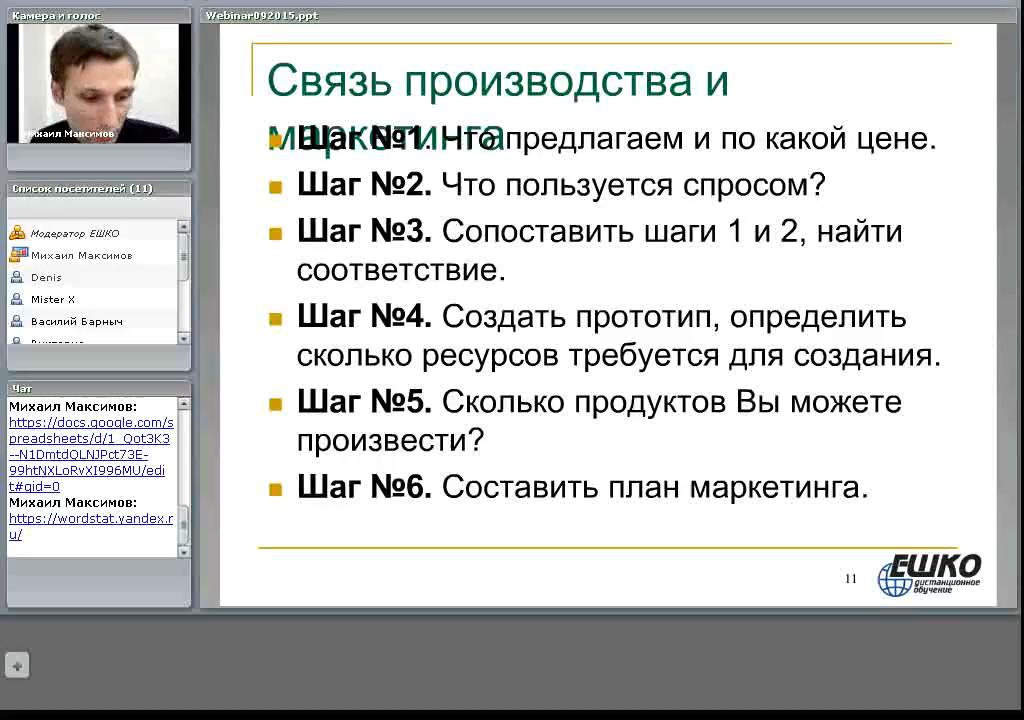 Камера и голос
Михаил Максимов
Список посетителей (11)
Модератор ЕШКО
Михаил Максимов
Denis
Mister X
Василий Барныч
Чат
Михаил Максимов:
https://docs.google.com/s
preadsheets/d/1_Qot3K3
--N1DmtdQLNJPct73E-
99htNXLoRvXI996MU/edi
t#gid=0
Михаил Максимов:
https://wordstat.yandex.r
u/
Webinar092015.ppt
Связь производства и
маркетинга
Шаг №1. Что предлагаем и по какой цене.
Шаг №2. Что пользуется спросом?
Шаг №3. Сопоставить шаги 1 и 2, найти
соответствие.
Шаг №4. Создать прототип, определить
сколько ресурсов требуется для создания.
Шаг №5. Сколько продуктов Вы можете
произвести?
Шаг №6. Составить план маркетинга.
11
ЕШКО
дистанционное
обучение